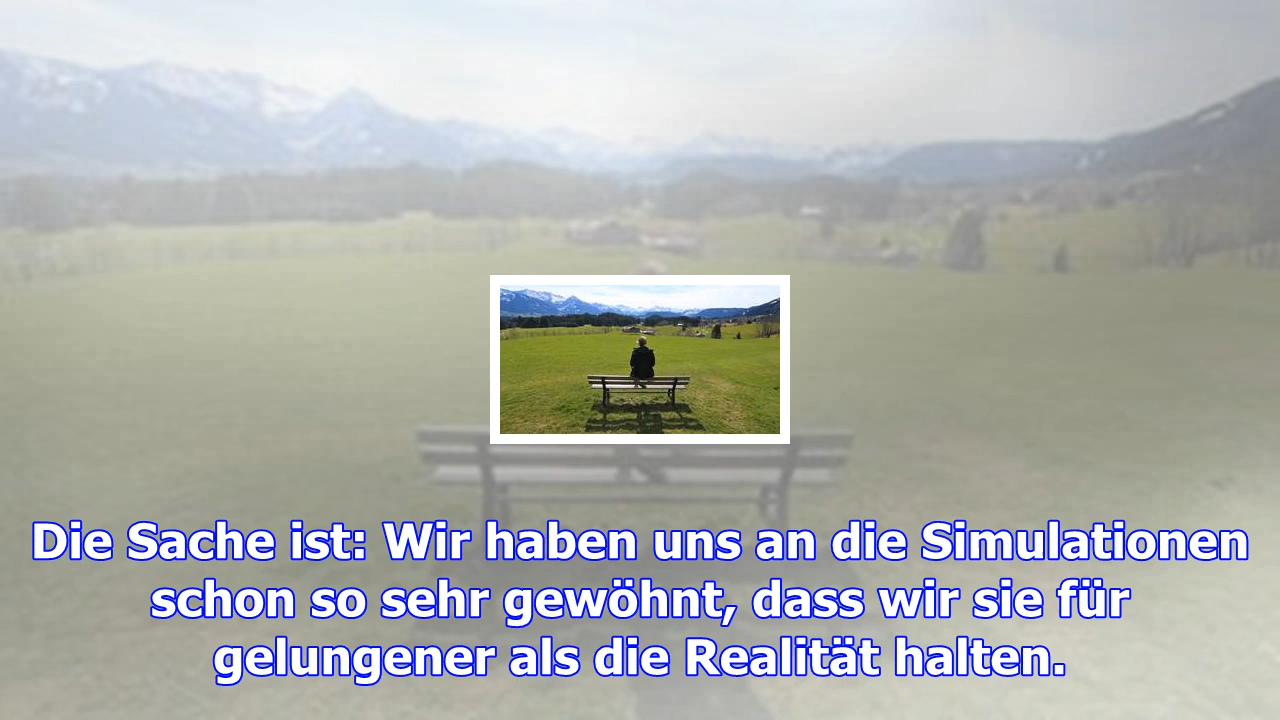 Die Sache ist: Wir haben uns an die Simulationen
schon so sehr gewöhnt, dass wir sie für
gelungener als die Realität halten.